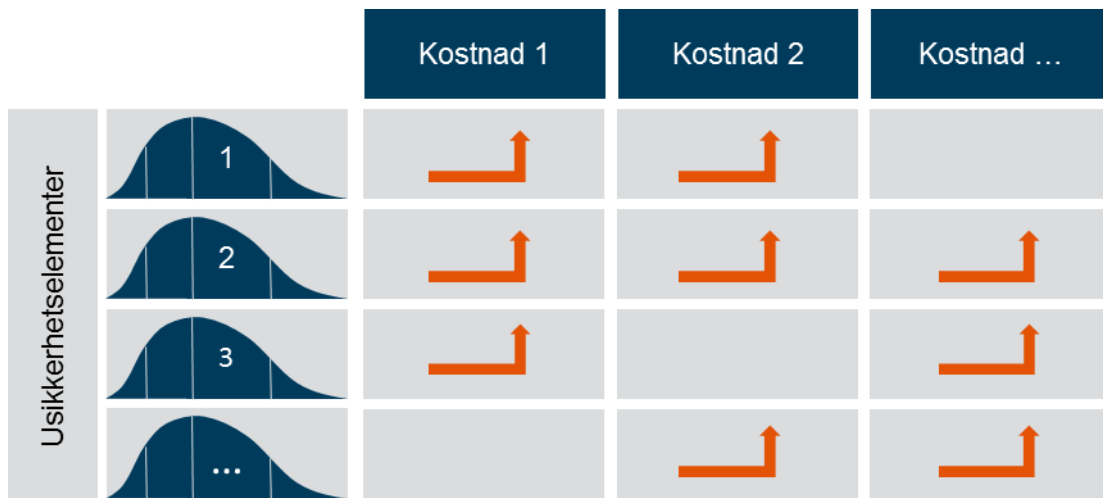 Kostnad 1
Kostnad 2
Kostnad ...
Usikkerhetselementer
1
2
3
...